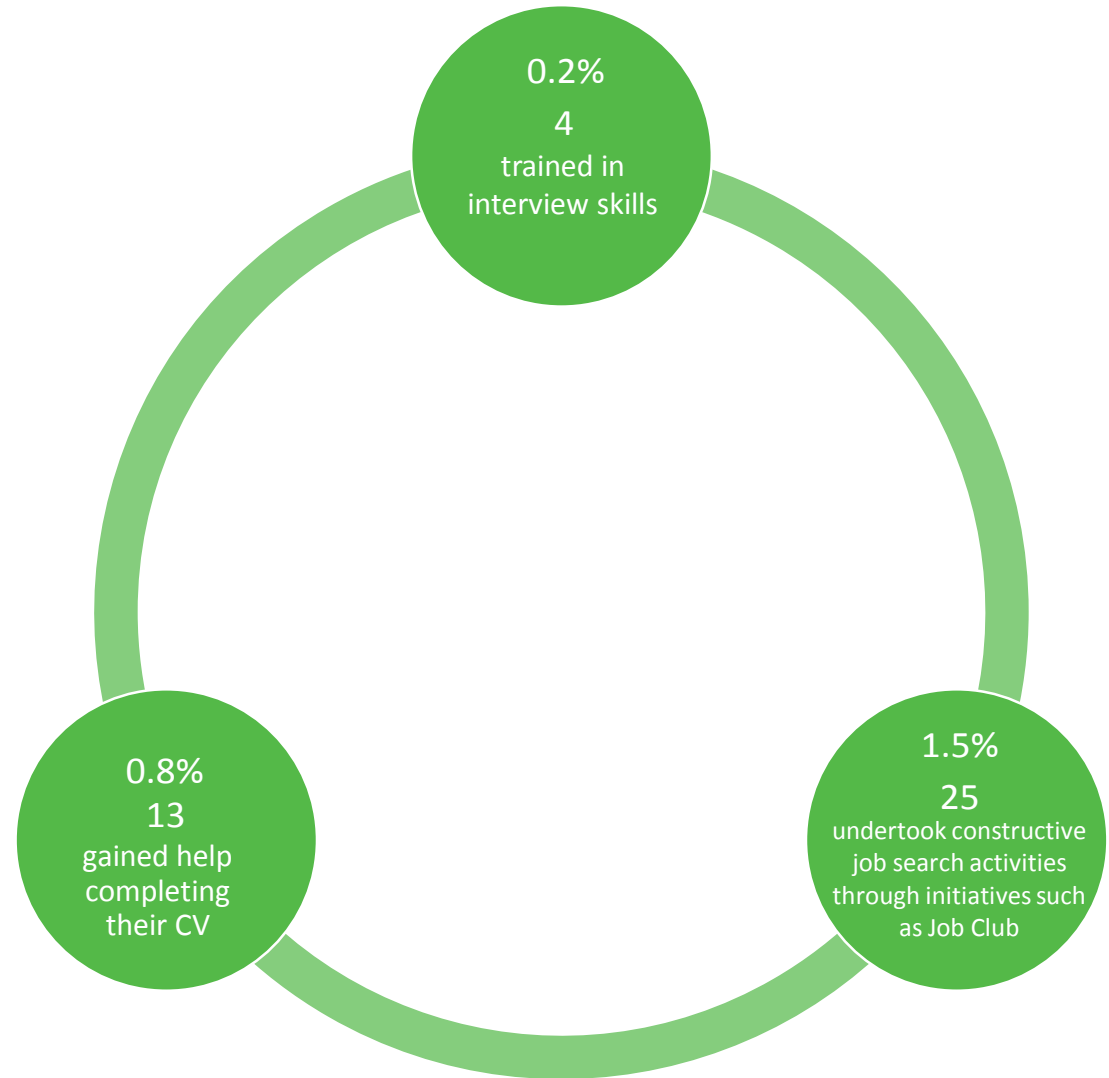 0.2%
4
trained in
interview skills
0.8%
13
gained help
completing
their CV
1.5%
25
undertook constructive
job search activities
through initiatives such
as Job Club